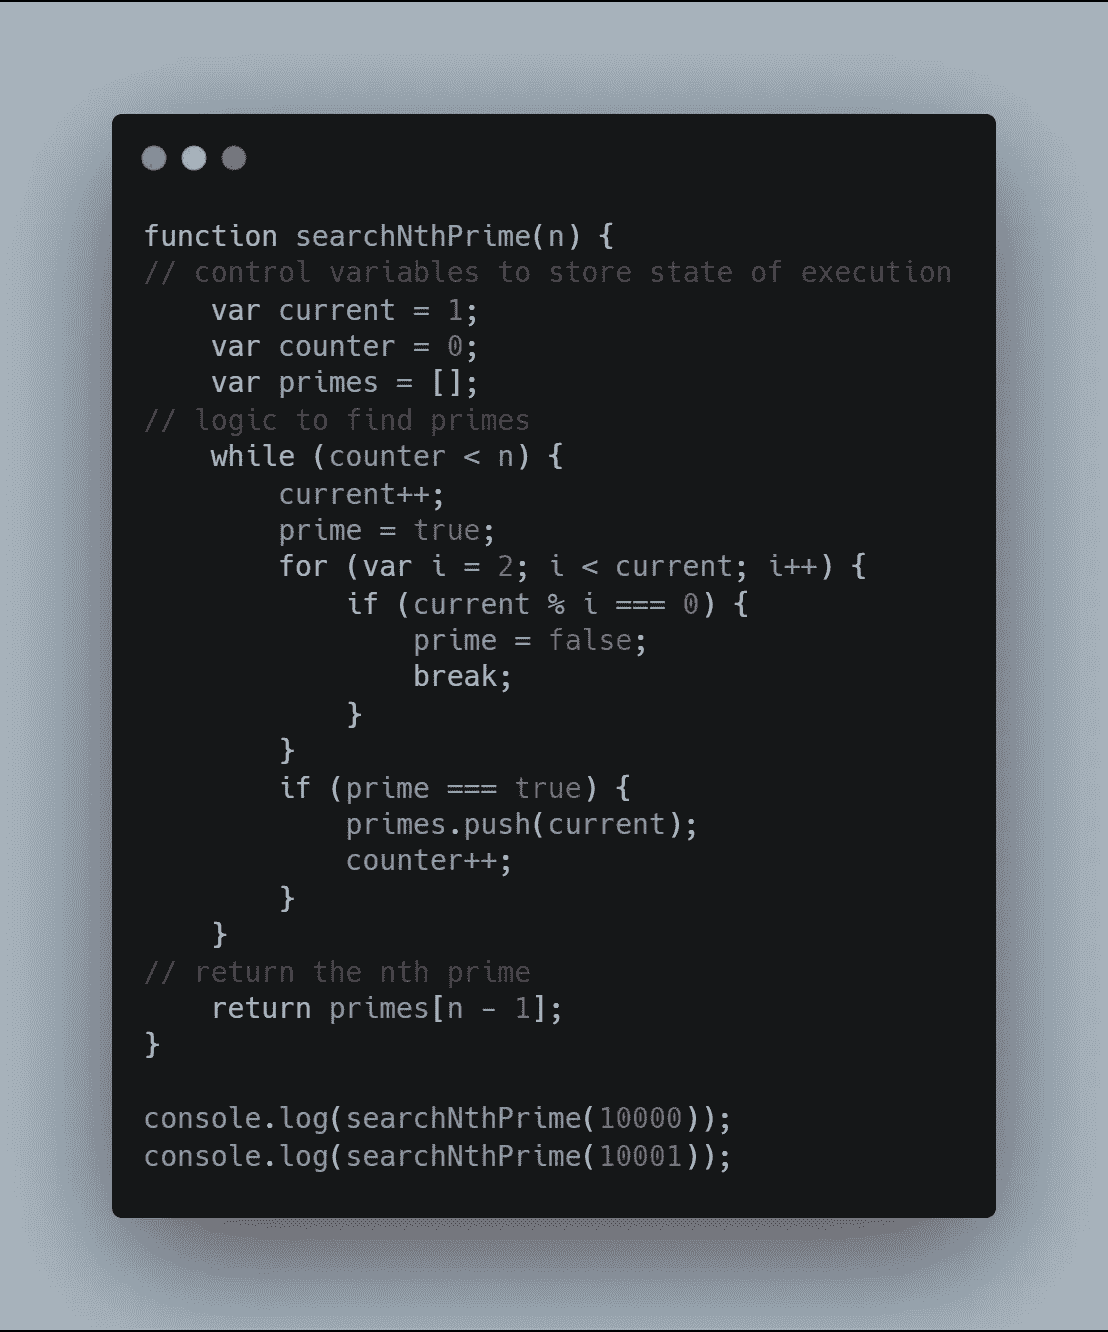 function searchNthPrime(n) {
// control variables to store state of execution
    var current = 1;
    var counter = 0;
    var primes = [];
// logic to find primes
    while (counter < n) {
        current++;
        prime = true;
        for (var i = 2; i < current; i++) {
            if (current % i === 0) {
                prime = false;
                break;
            }
        }
        if (prime === true) {
            primes.push(current);
            counter++;
        }
    }
// return the nth prime
    return primes[n - 1];
}

console.log(searchNthPrime(10000));
console.log(searchNthPrime(10001));